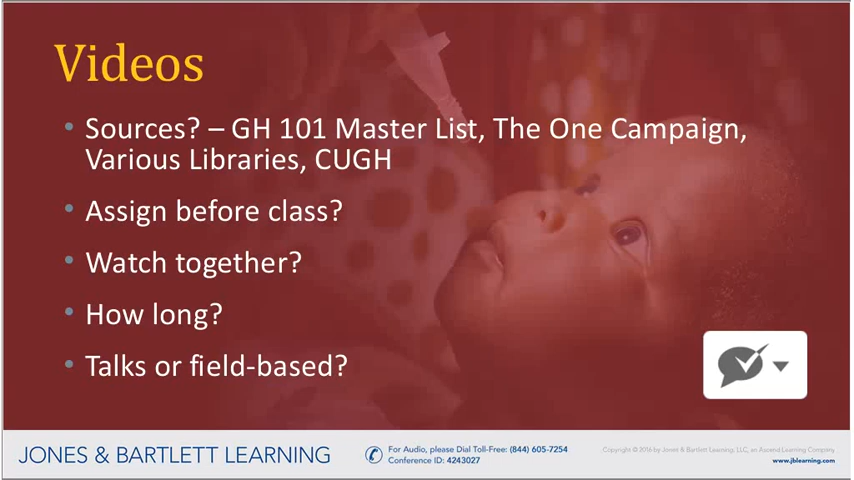 Videos
• Sources? – GH 101 Master List, The One Campaign,
Various Libraries, CUGH
• Assign before class?
• Watch together?
• How long?
• Talks or field-based?
JONES & BARTLETT LEARNING
For Audio, please Dial Toll-Free: (844) 605-7254
Conference ID: 4243027
Copyright © 2016 by Jones & Bartlett Learning, LLC, an Ascend Learning Company
www.jblearning.com